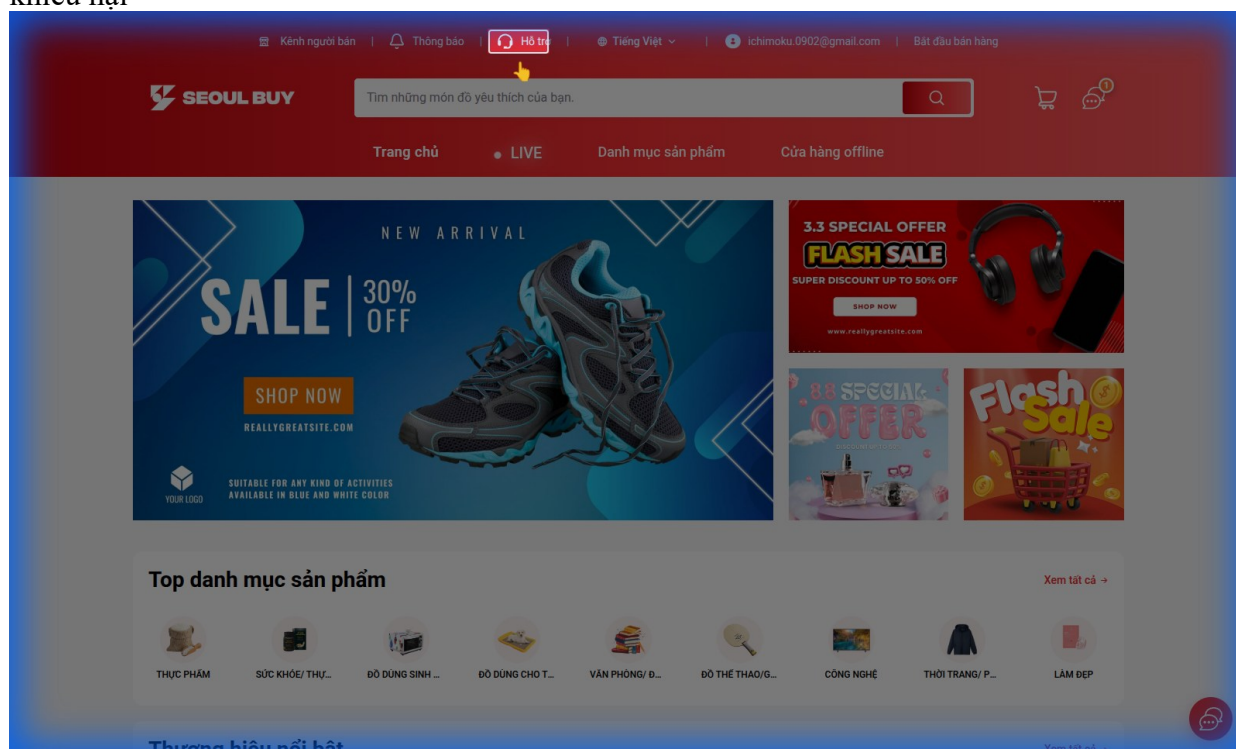 khiếu nại
Kênh người bán | Thông báo | Hỗ trợ | Tiếng Việt | ichimoku.0902@gmail.com | Bắt đầu bán hàng
SEOUL BUY
Tìm những món đồ yêu thích của bạn.
1
Trang chủ
LIVE
Danh mục sản phẩm
Cửa hàng offline
NEW ARRIVAL
SALE
30%
OFF
SHOP NOW
REALLYGREATSITE.COM
YOUR LOGO
SUITABLE FOR ANY KIND OF ACTIVITIES
AVAILABLE IN BLUE AND WHITE COLOR
3.3 SPECIAL OFFER
FLASH SALE
SUPER DISCOUNT UP TO 50% OFF
SHOP NOW
www.reallygreatsite.com
8.8 SPECIAL
OFFER
Flash
Sale
Top danh mục sản phẩm
Xem tất cả →
THỰC PHẨM
SỨC KHỎE/ THỰ...
ĐỒ DÙNG SINH ...
ĐỒ DÙNG CHO T...
VĂN PHÒNG/ Đ...
ĐỒ THỂ THAO/G...
CÔNG NGHỆ
THỜI TRANG/ P...
LÀM ĐẸP
Thương hiệu nổi bật
Xem tất cả →